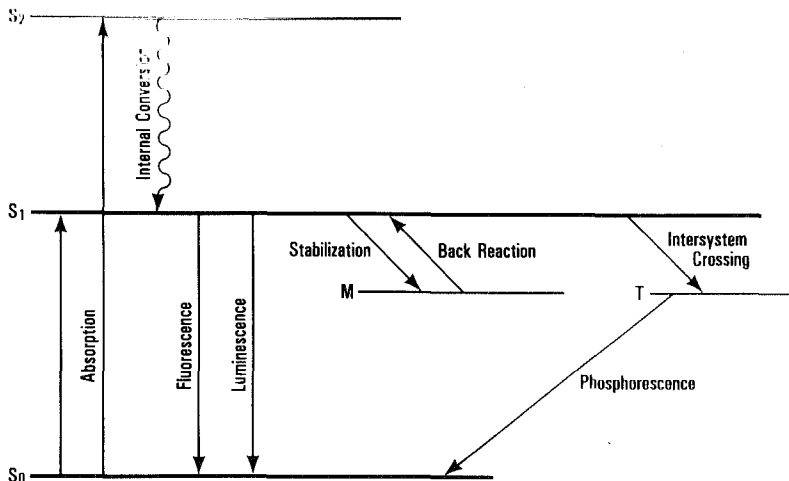 S2
Internal Conversion
S1
Stabilization
Back Reaction
Intersystem
Crossing
M
T
Absorption
Fluorescence
Luminescence
Phosphorescence
S0